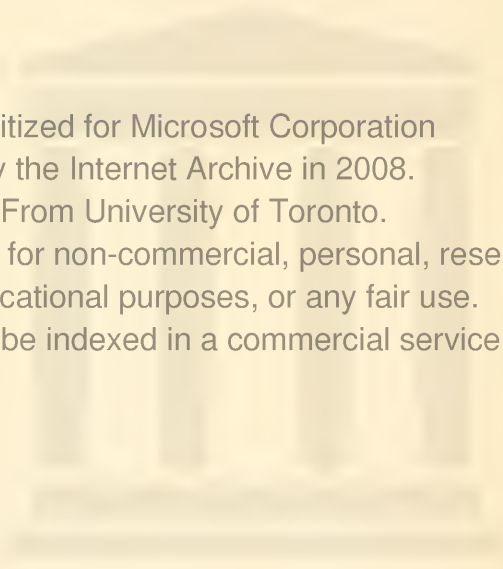 itized for Microsoft Corporation
y the Internet Archive in 2008.
From University of Toronto.
for non-commercial, personal, rese
cational purposes, or any fair use.
be indexed in a commercial service